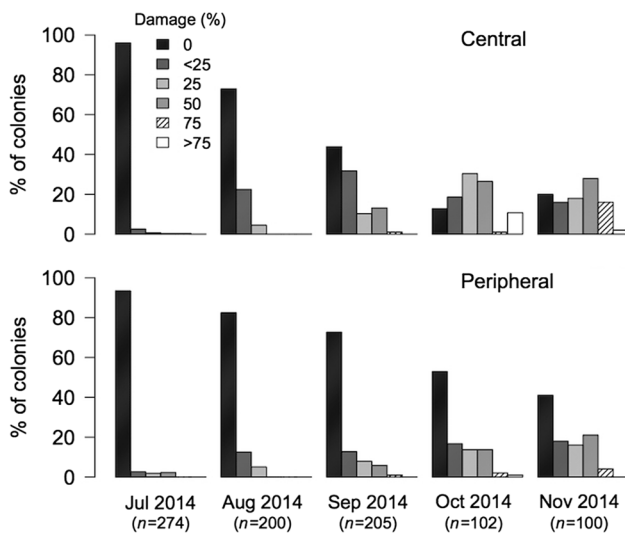 Damage (%)
0
<25
25
50
75
>75
Central
% of colonies
100
80
60
40
20
0
Peripheral
% of colonies
100
80
60
40
20
0
Jul 2014
Aug 2014
Sep 2014
Oct 2014
Nov 2014
(n=274)
(n=200)
(n=205)
(n=102)
(n=100)